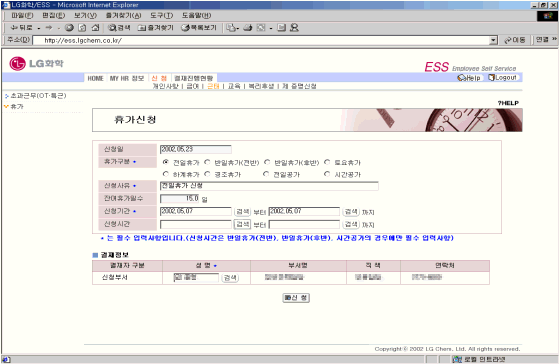 LG화학/ESS - Microsoft Internet Explorer
파일(F) 편집(E) 보기(V) 즐겨찾기(A) 도구(T) 도움말(H)
뒤로 검색 즐겨찾기 목록보기
주소(D) http://ess.lgchem.co.kr/ 이동 연결 »
LG화학
ESS Employee Self Service
HOME MY HR 정보 신 청 결재진행현황 Help Logout
개인사항 | 급여 | 근태 | 교육 | 복리후생 | 제 증명신청
> 초과근무(OT·특근)
휴가
?HELP
휴가신청
신청일 2002.05.23
휴가구분 • 전일휴가 반일휴가(전반) 반일휴가(후반) 토요휴가
하계휴가 경조휴가 전일공가 시간공가
신청사유 • 전일휴가 신청
잔여휴가일수 15.0 일
신청기간 • 2002.05.07 검색 부터 2002.05.07 검색 까지
신청시간 검색 부터 검색 까지
• 는 필수 입력사항입니다.(신청시간은 반일휴가(전반), 반일휴가(후반), 시간공가의 경우에만 필수 입력사항)
결재정보
결재자 구분 성 명 • 부서명 직 책 연락처
신청부서 검색
신 청
Copyright © 2002 LG Chem, Ltd. All rights reserved.
로컬 인트라넷